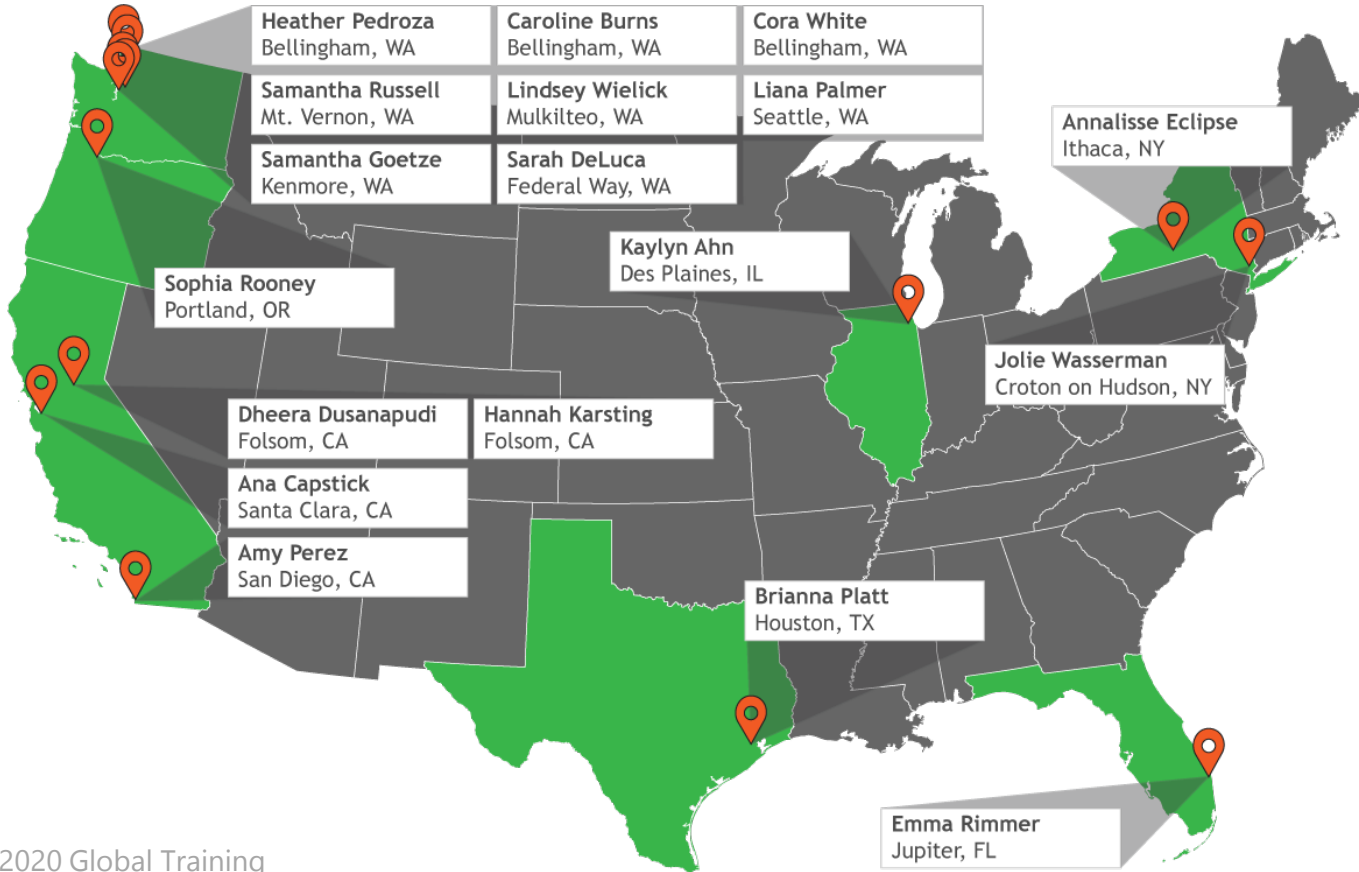 Heather Pedroza
Bellingham, WA
Caroline Burns
Bellingham, WA
Cora White
Bellingham, WA
Samantha Russell
Mt. Vernon, WA
Lindsey Wielick
Mulkilteo, WA
Liana Palmer
Seattle, WA
Samantha Goetze
Kenmore, WA
Sarah DeLuca
Federal Way, WA
Annalisse Eclipse
Ithaca, NY
Kaylyn Ahn
Des Plaines, IL
Sophia Rooney
Portland, OR
Jolie Wasserman
Croton on Hudson, NY
Dheera Dusanapudi
Folsom, CA
Hannah Karsting
Folsom, CA
Ana Capstick
Santa Clara, CA
Amy Perez
San Diego, CA
Brianna Platt
Houston, TX
Emma Rimmer
Jupiter, FL
2020 Global Training